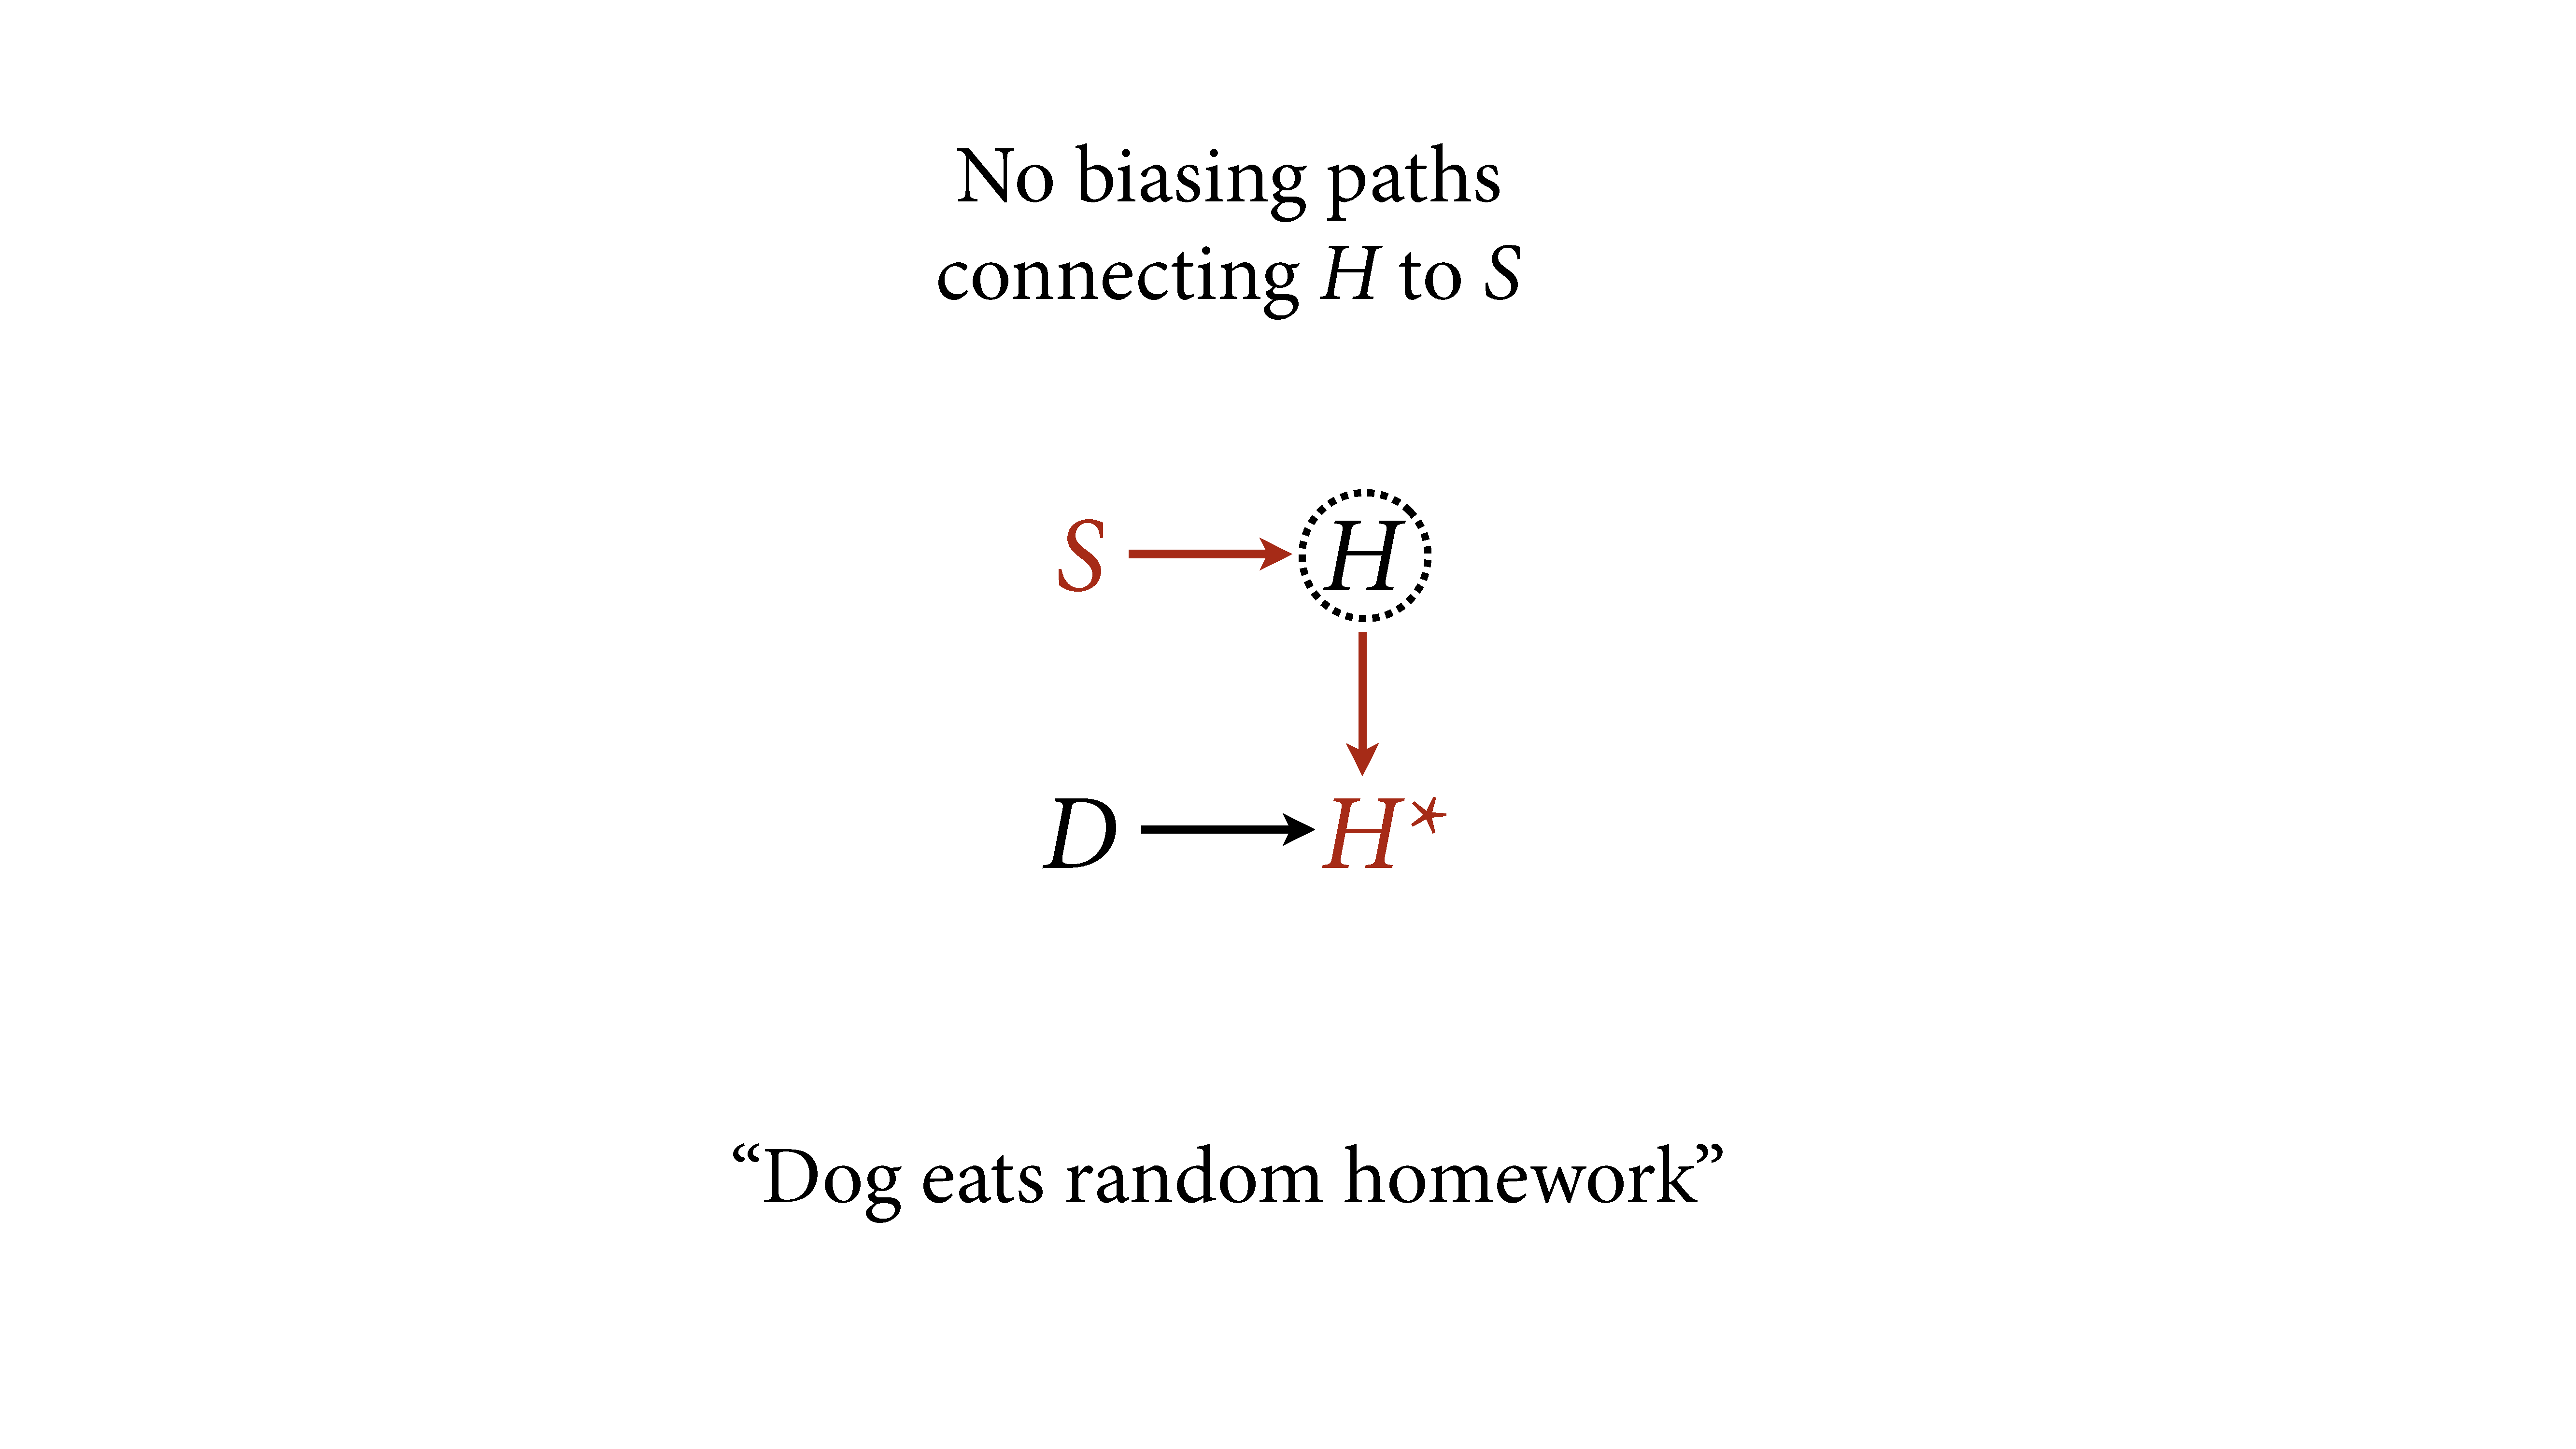 No biasing paths
connecting H to S
S H
D H*
“Dog eats random homework”